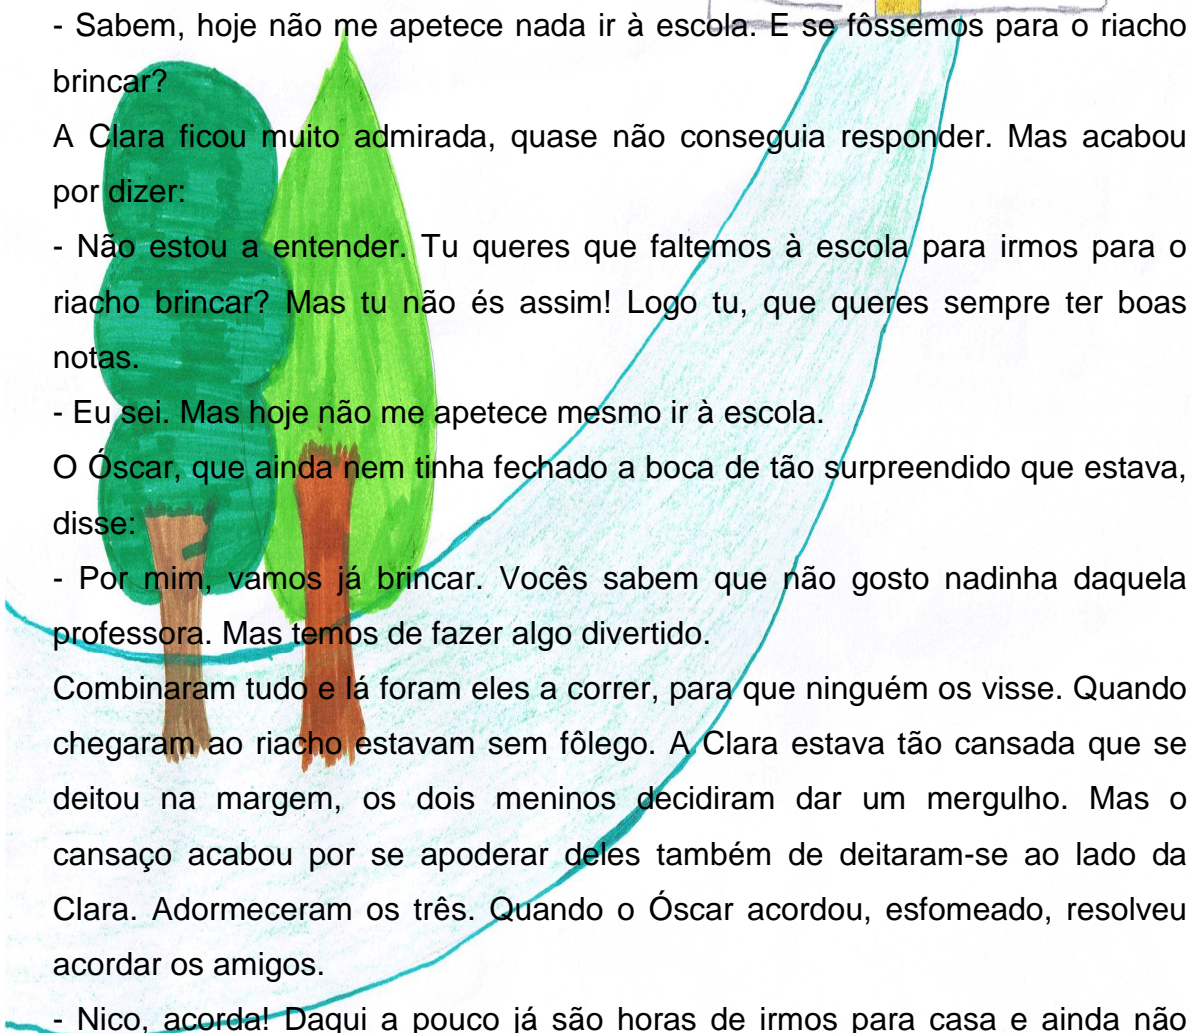 - Sabem, hoje não me apetece nada ir à escola. E se fôssemos para o riacho
brincar?
A Clara ficou muito admirada, quase não conseguia responder. Mas acabou
por dizer:
- Não estou a entender. Tu queres que faltemos à escola para irmos para o
riacho brincar? Mas tu não és assim! Logo tu, que queres sempre ter boas
notas.
- Eu sei. Mas hoje não me apetece mesmo ir à escola.
O Óscar, que ainda nem tinha fechado a boca de tão surpreendido que estava,
disse:
- Por mim, vamos já brincar. Vocês sabem que não gosto nadinha daquela
professora. Mas temos de fazer algo divertido.
Combinaram tudo e lá foram eles a correr, para que ninguém os visse. Quando
chegaram ao riacho estavam sem fôlego. A Clara estava tão cansada que se
deitou na margem, os dois meninos decidiram dar um mergulho. Mas o
cansaço acabou por se apoderar deles também de deitaram-se ao lado da
Clara. Adormeceram os três. Quando o Óscar acordou, esfomeado, resolveu
acordar os amigos.
- Nico, acorda! Daqui a pouco já são horas de irmos para casa e ainda não